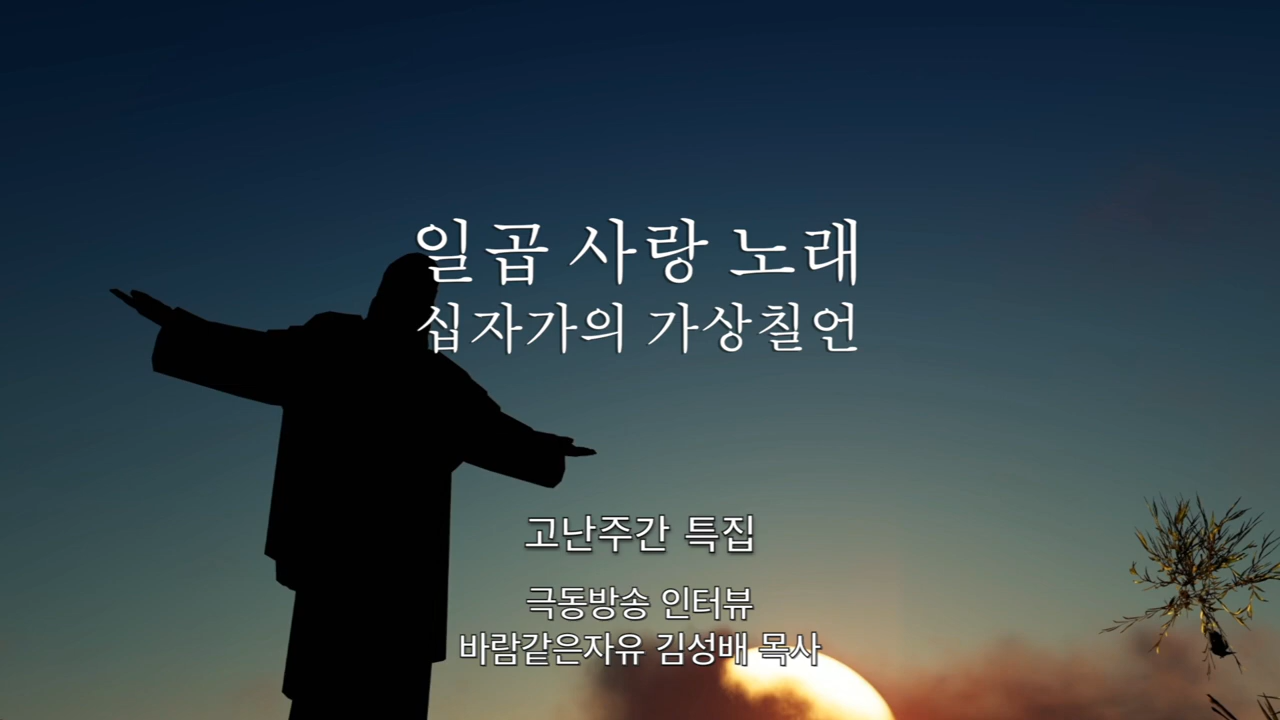 일곱 사랑 노래
십자가의 가상칠언
고난주간 특집
극동방송 인터뷰
바람같은자유 김성배 목사